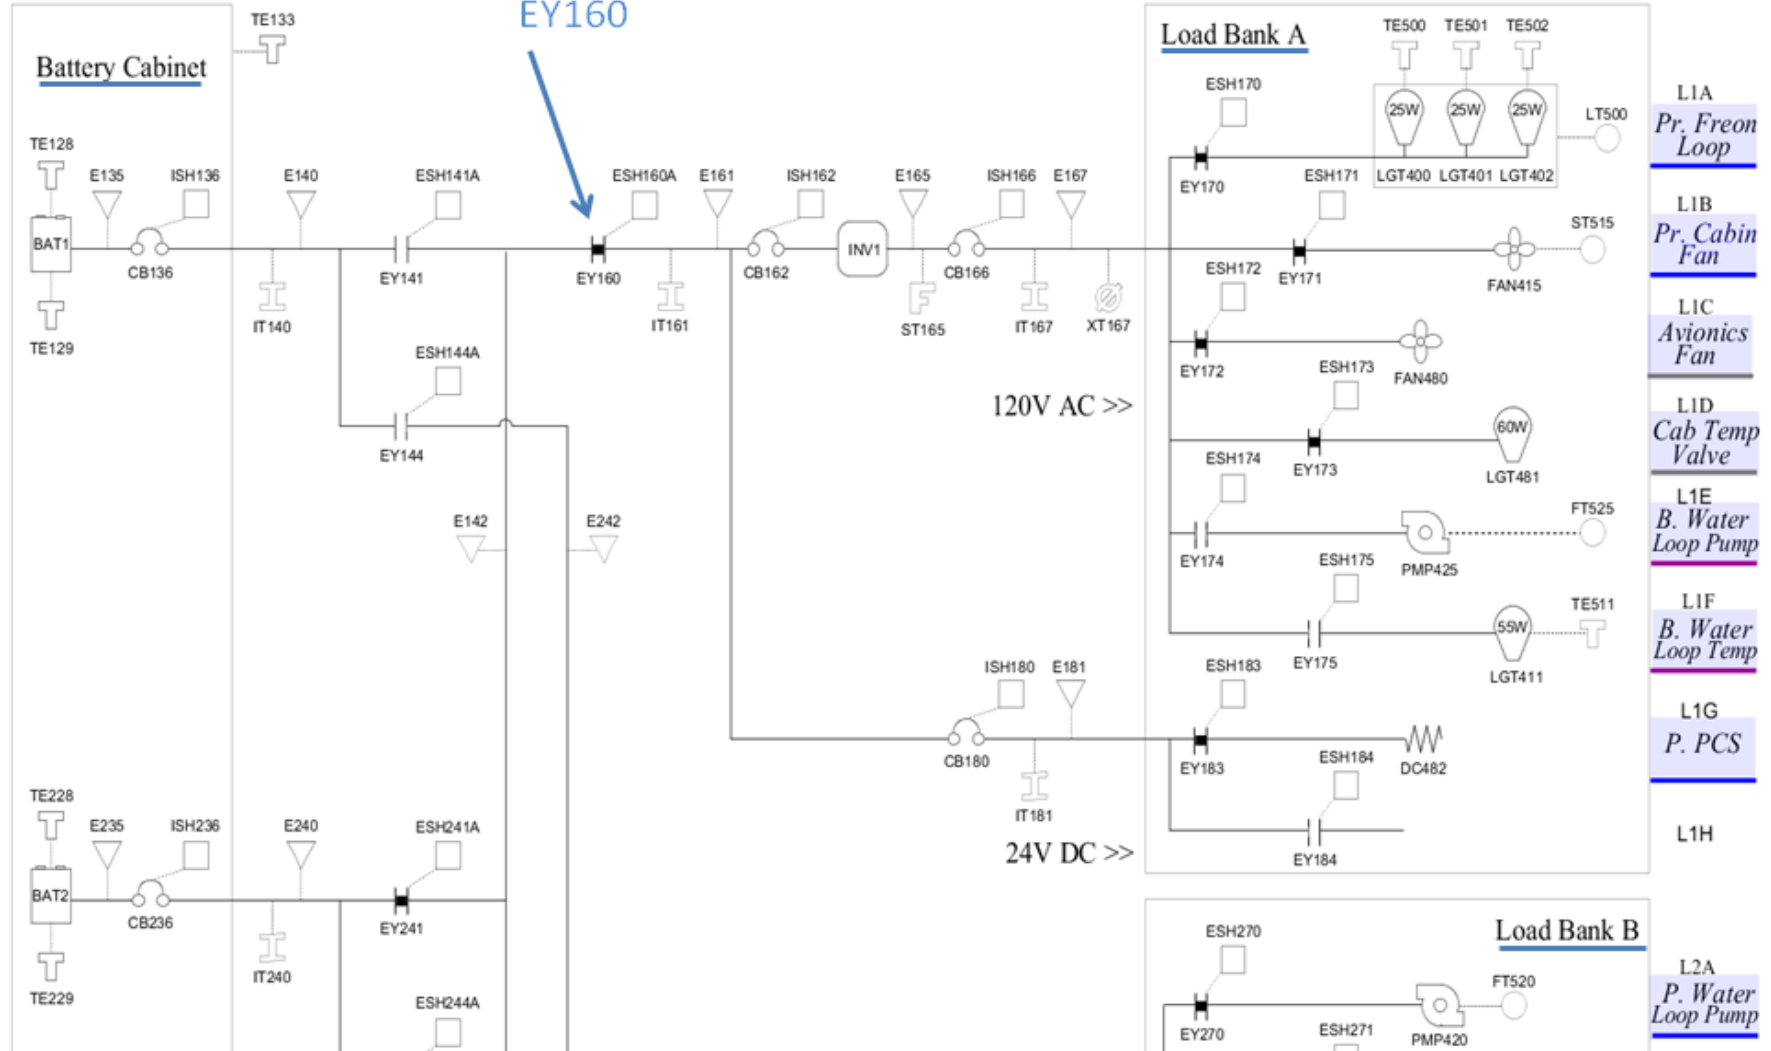 EY160
TE133
Battery Cabinet
Load Bank A
TE500 TE501 TE502
ESH170
25W 25W 25W
LT500
L1A
Pr. Freon
Loop
TE128
E135 ISH136 E140 ESH141A ESH160A E161 ISH162 E165 ISH166 E167
EY170
ESH171
LGT400 LGT401 LGT402
L1B
Pr. Cabin
Fan
BAT1
CB136
EY141
EY160
CB162
INV1
CB166
ESH172
EY171
FAN415
ST515
TE129
IT140
IT161
ST165
IT167
XT167
L1C
Avionics
Fan
ESH144A
EY172
ESH173
FAN480
120V AC >>
L1D
Cab Temp
Valve
60W
EY144
ESH174
EY173
LGT481
L1E
B. Water
Loop Pump
E142 E242
FT525
EY174
ESH175
PMP425
L1F
B. Water
Loop Temp
TE511
55W
EY175
LGT411
ISH180 E181
ESH183
L1G
P. PCS
CB180
EY183
ESH184
DC482
IT181
24V DC >>
EY184
L1H
TE228
E235 ISH236 E240 ESH241A
BAT2
CB236
EY241
TE229
IT240
ESH244A
Load Bank B
ESH270
FT520
L2A
P. Water
Loop Pump
EY270
ESH271
PMP420